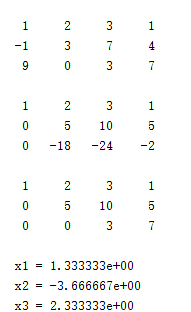 1 2 3 1
-1 3 7 4
9 0 3 7
1 2 3 1
0 5 10 5
0 -18 -24 -2
1 2 3 1
0 5 10 5
0 0 3 7
x1 = 1.333333e+00
x2 = -3.666667e+00
x3 = 2.333333e+00